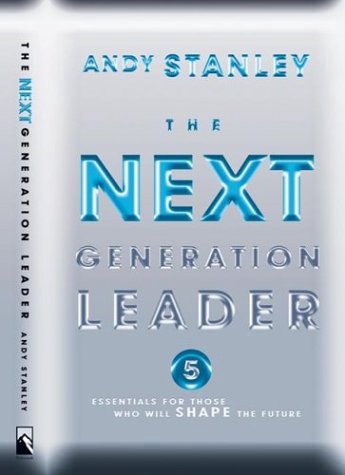 THE NEXT GENERATION LEADER ANDY STANLEY
ANDY STANLEY
THE
NEXT
GENERATION
LEADER
5
ESSENTIALS FOR THOSE
WHO WILL SHAPE THE FUTURE